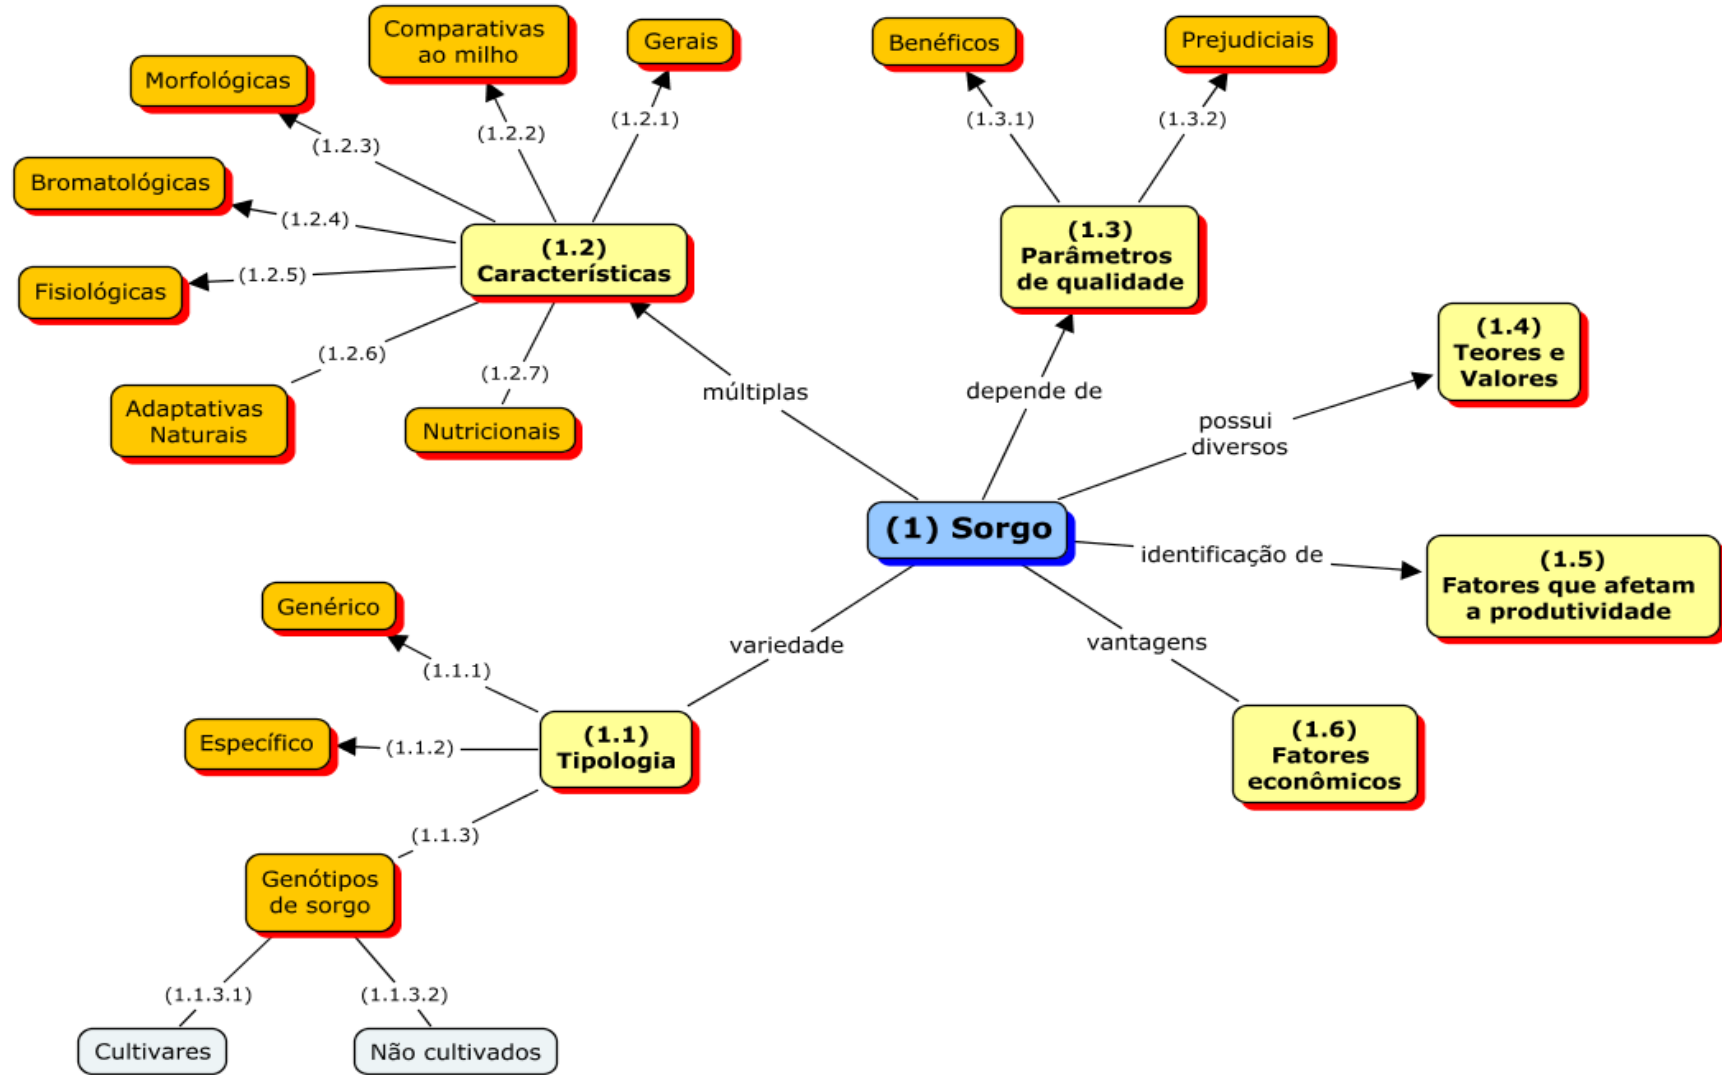 Comparativas
ao milho
Gerais
Benéficos
Prejudiciais
Morfológicas
(1.2.3)
(1.2.2)
(1.2.1)
(1.3.1)
(1.3.2)
Bromatológicas
(1.2.4)
(1.2)
Características
(1.3)
Parâmetros
de qualidade
Fisiológicas
(1.2.5)
(1.2.6)
(1.2.7)
Adaptativas
Naturais
Nutricionais
múltiplas
depende de
(1.4)
Teores e
Valores
possui
diversos
(1) Sorgo
identificação de
(1.5)
Fatores que afetam
a produtividade
Genérico
variedade
vantagens
(1.1.1)
Específico
(1.1.2)
(1.1)
Tipologia
(1.6)
Fatores
econômicos
(1.1.3)
Genótipos
de sorgo
(1.1.3.1)
(1.1.3.2)
Cultivares
Não cultivados